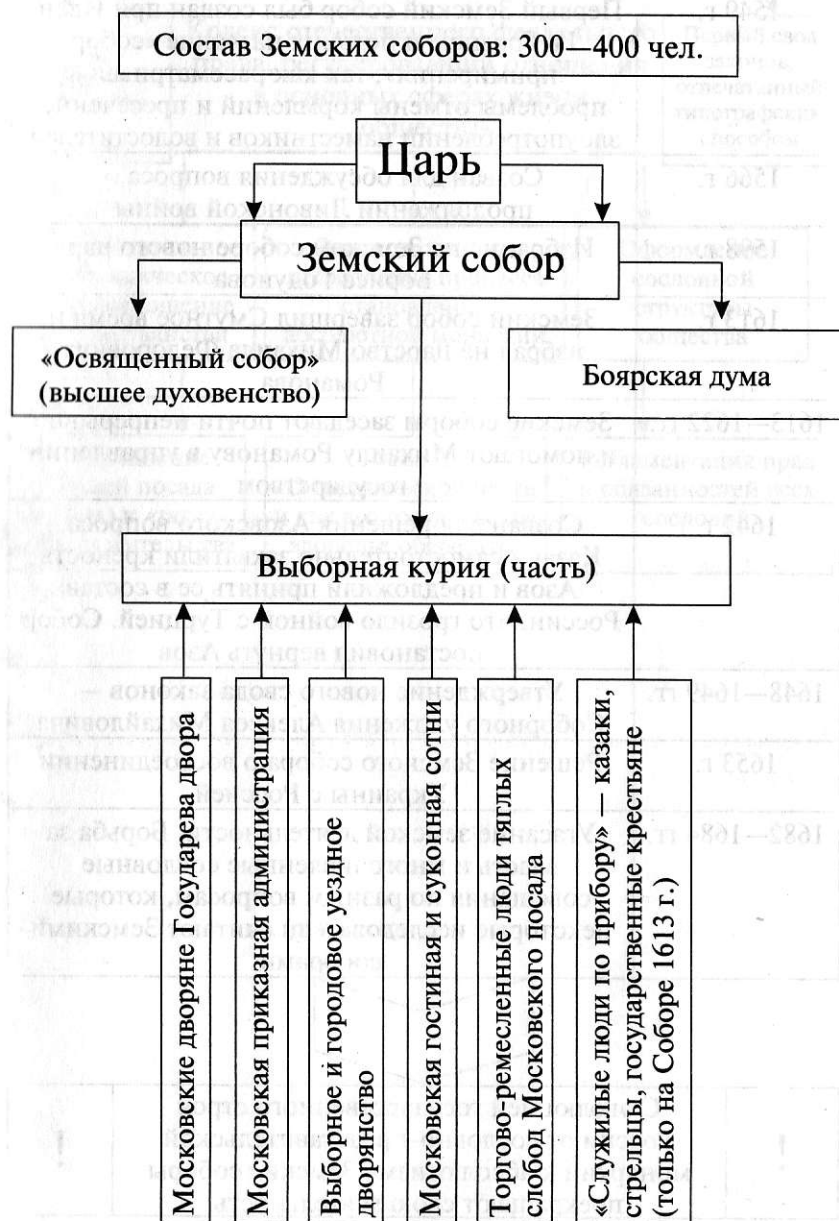 Состав Земских соборов: 300—400 чел.
Царь
Земский собор
«Освященный собор»
(высшее духовенство)
Боярская дума
Выборная курия (часть)
Московские дворяне Государева двора
Московская приказная администрация
Выборное и городовое уездное
дворянство
Московская гостиная и суконная сотни
Торгово-ремесленные люди тяглых
слобод Московского посада
«Служилые люди по прибору» — казаки,
стрельцы, государственные крестьяне
(только на Соборе 1613 г.)